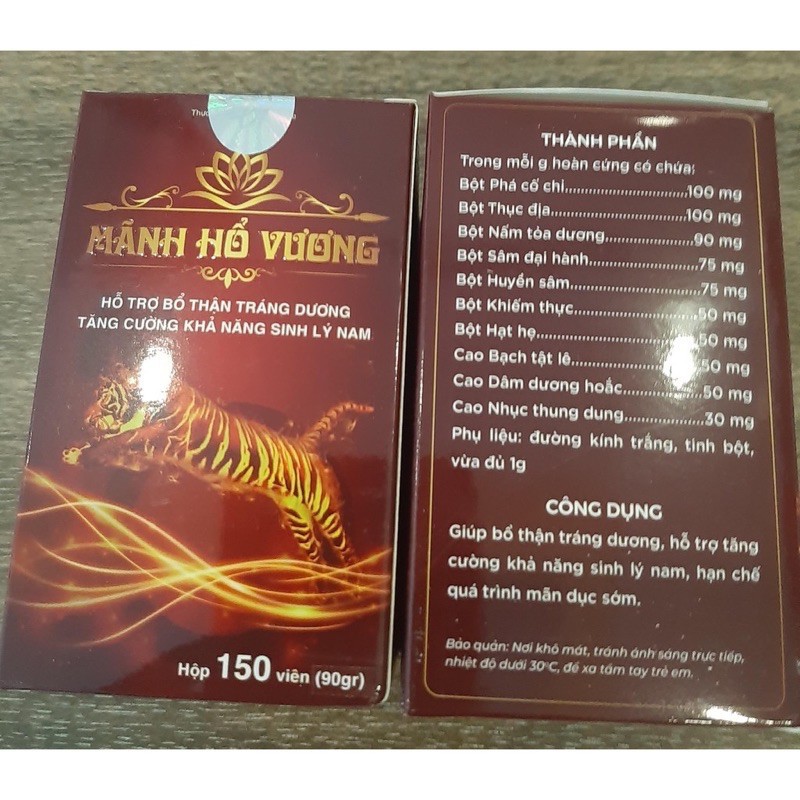 MÃNH HỔ VƯƠNG
HỖ TRỢ BỔ THẬN TRÁNG DƯƠNG
TĂNG CƯỜNG KHẢ NĂNG SINH LÝ NAM
Hộp 150 viên (90gr)
THÀNH PHẦN
Trong mỗi g hoàn cứng có chứa:
Bột Phá cố chỉ..............................100 mg
Bột Thục địa................................100 mg
Bột Nấm tỏa dương....................90 mg
Bột Sâm đại hành........................75 mg
Bột Huyền sâm.............................75 mg
Bột Khiếm thực............................50 mg
Bột Hạt hẹ....................................50 mg
Cao Bạch tật lê.............................50 mg
Cao Dâm dương hoắc..................50 mg
Cao Nhục thung dung..................30 mg
Phụ liệu: đường kính trắng, tinh bột,
vừa đủ 1g
CÔNG DỤNG
Giúp bổ thận tráng dương, hỗ trợ tăng
cường khả năng sinh lý nam, hạn chế
quá trình mãn dục sớm.
Bảo quản: Nơi khô mát, tránh ánh sáng trực tiếp,
nhiệt độ dưới 30°C, để xa tầm tay trẻ em.